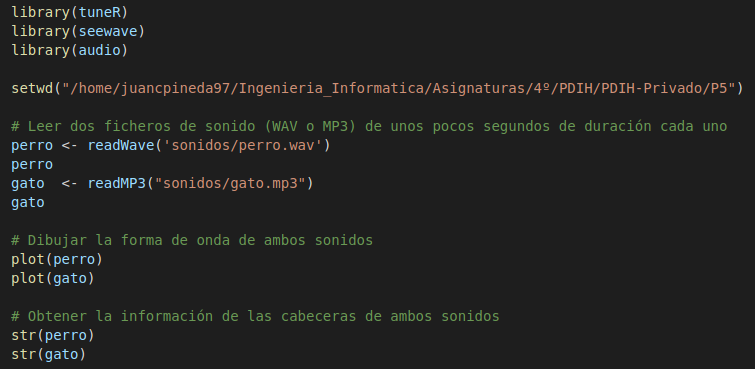 library(tuneR)
library(seewave)
library(audio)
setwd("/home/juancpineda97/Ingenieria_Informatica/Asignaturas/4º/PDIH/PDIH-Privado/P5")
# Leer dos ficheros de sonido (WAV o MP3) de unos pocos segundos de duración cada uno
perro <- readWave('sonidos/perro.wav')
perro
gato  <- readMP3("sonidos/gato.mp3")
gato
# Dibujar la forma de onda de ambos sonidos
plot(perro)
plot(gato)
# Obtener la información de las cabeceras de ambos sonidos
str(perro)
str(gato)